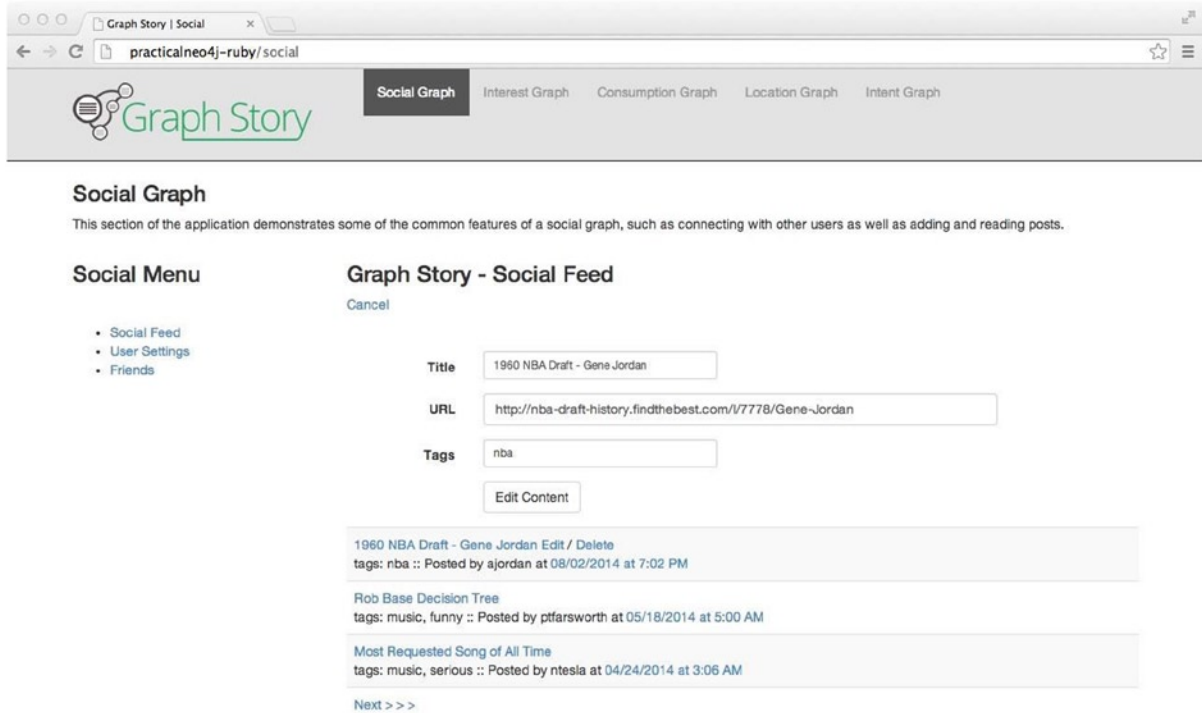 Graph Story | Social
practicalneo4j-ruby/social
Graph Story
Social Graph
Interest Graph
Consumption Graph
Location Graph
Intent Graph
Social Graph
This section of the application demonstrates some of the common features of a social graph, such as connecting with other users as well as adding and reading posts.
Social Menu
• Social Feed
• User Settings
• Friends
Graph Story - Social Feed
Cancel
Title
1960 NBA Draft - Gene Jordan
URL
http://nba-draft-history.findthebest.com/l/7778/Gene-Jordan
Tags
nba
Edit Content
1960 NBA Draft - Gene Jordan Edit / Delete
tags: nba :: Posted by ajordan at 08/02/2014 at 7:02 PM
Rob Base Decision Tree
tags: music, funny :: Posted by ptfarsworth at 05/18/2014 at 5:00 AM
Most Requested Song of All Time
tags: music, serious :: Posted by ntesla at 04/24/2014 at 3:06 AM
Next > > >